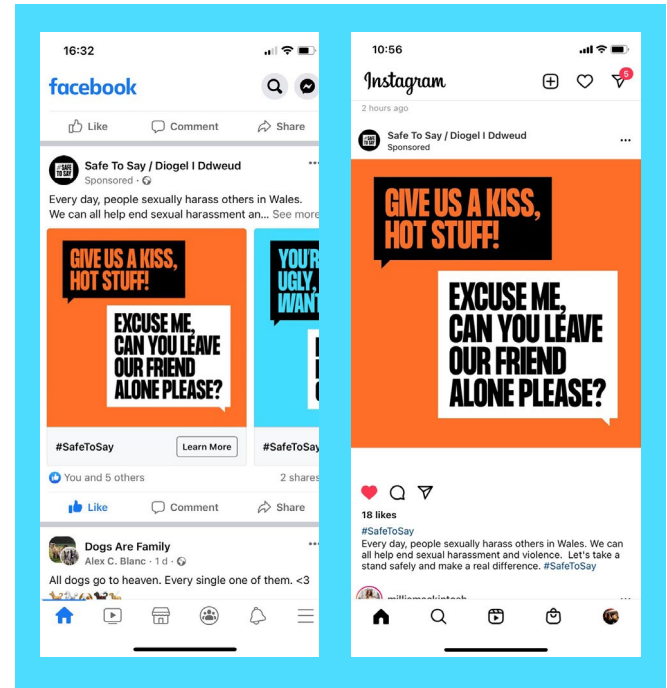 16:32
facebook
Like Comment Share
#SAFE
TO SAY
Safe To Say / Diogel I Ddweud
Sponsored ·
Every day, people sexually harass others in Wales.
We can all help end sexual harassment an... See more
GIVE US A KISS,
HOT STUFF!
EXCUSE ME,
CAN YOU LEAVE
OUR FRIEND
ALONE PLEASE?
YOU'R
UGLY,
WANT
#SafeToSay Learn More
#SafeToSay
You and 5 others 2 shares
Like Comment Share
Dogs Are Family
Alex C. Blanc · 1 d ·
All dogs go to heaven. Every single one of them. <3
10:56
Instagram
5
2 hours ago
Safe To Say / Diogel I Ddweud
Sponsored
GIVE US A KISS,
HOT STUFF!
EXCUSE ME,
CAN YOU LEAVE
OUR FRIEND
ALONE PLEASE?
18 likes
#SafeToSay
Every day, people sexually harass others in Wales. We can
all help end sexual harassment and violence. Let's take a
stand safely and make a real difference. #SafeToSay